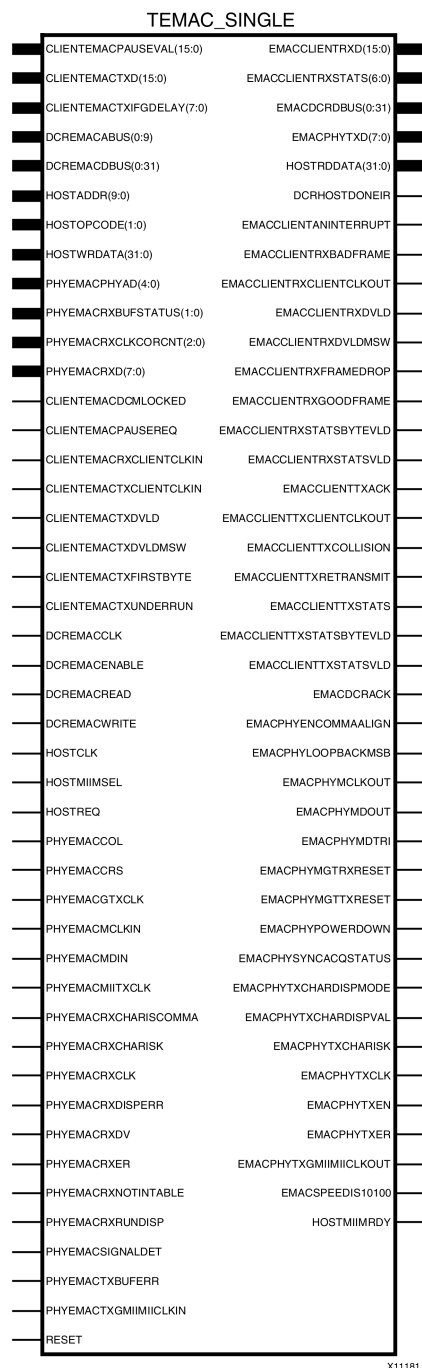 TEMAC_SINGLE
CLIENTEMACPAUSEVAL(15:0) EMACCLIENTRXD(15:0)
CLIENTEMACTXD(15:0) EMACCLIENTRXSTATS(6:0)
CLIENTEMACTXIFGDELAY(7:0) EMACDCRDBUS(0:31)
DCREMACABUS(0:9) EMACPHYTXD(7:0)
DCREMACDBUS(0:31) HOSTRDDATA(31:0)
HOSTADDR(9:0) DCRHOSTDONEIR
HOSTOPCODE(1:0) EMACCLIENTANINTERRUPT
HOSTWRDATA(31:0) EMACCLIENTRXBADFRAME
PHYEMACPHYAD(4:0) EMACCLIENTRXCLIENTCLKOUT
PHYEMACRXBUFSTATUS(1:0) EMACCLIENTRXDVLD
PHYEMACRXCLKCORCNT(2:0) EMACCLIENTRXDVLDMSW
PHYEMACRXD(7:0) EMACCLIENTRXFRAMEDROP
CLIENTEMACDCMLOCKED EMACCLIENTRXGOODFRAME
CLIENTEMACPAUSEREQ EMACCLIENTRXSTATSBYTEVLD
CLIENTEMACRXCLIENTCLKIN EMACCLIENTRXSTATSVLD
CLIENTEMACTXCLIENTCLKIN EMACCLIENTTXACK
CLIENTEMACTXDVLD EMACCLIENTTXCLIENTCLKOUT
CLIENTEMACTXDVLDMSW EMACCLIENTTXCOLLISION
CLIENTEMACTXFIRSTBYTE EMACCLIENTTXRETRANSMIT
CLIENTEMACTXUNDERRUN EMACCLIENTTXSTATS
DCREMACCLK EMACCLIENTTXSTATSBYTEVLD
DCREMACENABLE EMACCLIENTTXSTATSVLD
DCREMACREAD EMACDCRACK
DCREMACWRITE EMACPHYENCOMMAALIGN
HOSTCLK EMACPHYLOOPBACKMSB
HOSTMIIMSEL EMACPHYMCLKOUT
HOSTREQ EMACPHYMDOUT
PHYEMACCOL EMACPHYMDTRI
PHYEMACCRS EMACPHYMGTRXRESET
PHYEMACGTXCLK EMACPHYMGTTXRESET
PHYEMACMCLKIN EMACPHYPOWERDOWN
PHYEMACMDIN EMACPHYSYNCACQSTATUS
PHYEMACMIITXCLK EMACPHYTXCHARDISPMODE
PHYEMACRXCHARISCOMMA EMACPHYTXCHARDISPVAL
PHYEMACRXCHARISK EMACPHYTXCHARISK
PHYEMACRXCLK EMACPHYTXCLK
PHYEMACRXDISPERR EMACPHYTXEN
PHYEMACRXDV EMACPHYTXER
PHYEMACRXER EMACPHYTXGMIIMIICLKOUT
PHYEMACRXNOTINTABLE EMACSPEEDIS10100
PHYEMACRXRUNDISP HOSTMIIMRDY
PHYEMACSIGNALDET
PHYEMACTXBUFERR
PHYEMACTXGMIIMIICLKIN
RESET
X11181